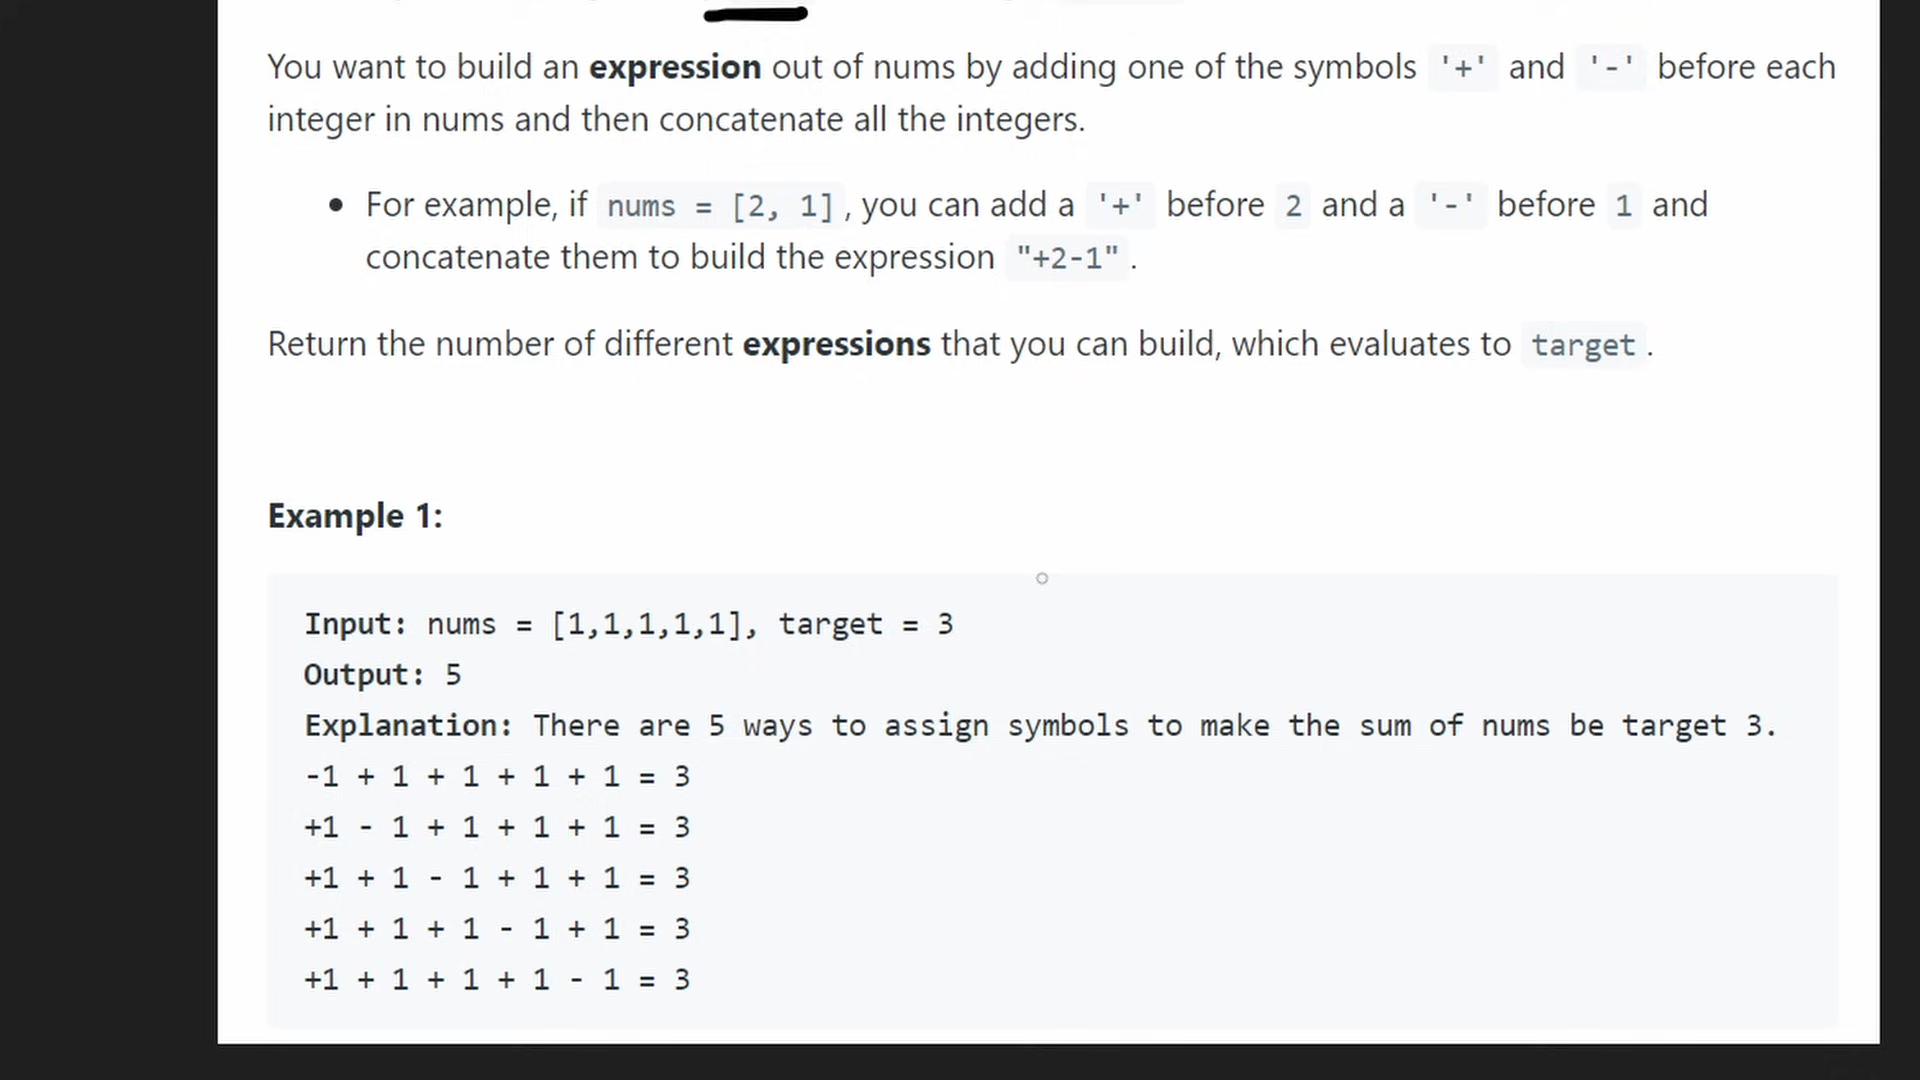 You want to build an expression out of nums by adding one of the symbols '+' and '-' before each
integer in nums and then concatenate all the integers.
• For example, if nums = [2, 1], you can add a '+' before 2 and a '-' before 1 and
concatenate them to build the expression "+2-1".
Return the number of different expressions that you can build, which evaluates to target.
Example 1:
Input: nums = [1,1,1,1,1], target = 3
Output: 5
Explanation: There are 5 ways to assign symbols to make the sum of nums be target 3.
-1 + 1 + 1 + 1 + 1 = 3
+1 - 1 + 1 + 1 + 1 = 3
+1 + 1 - 1 + 1 + 1 = 3
+1 + 1 + 1 - 1 + 1 = 3
+1 + 1 + 1 + 1 - 1 = 3